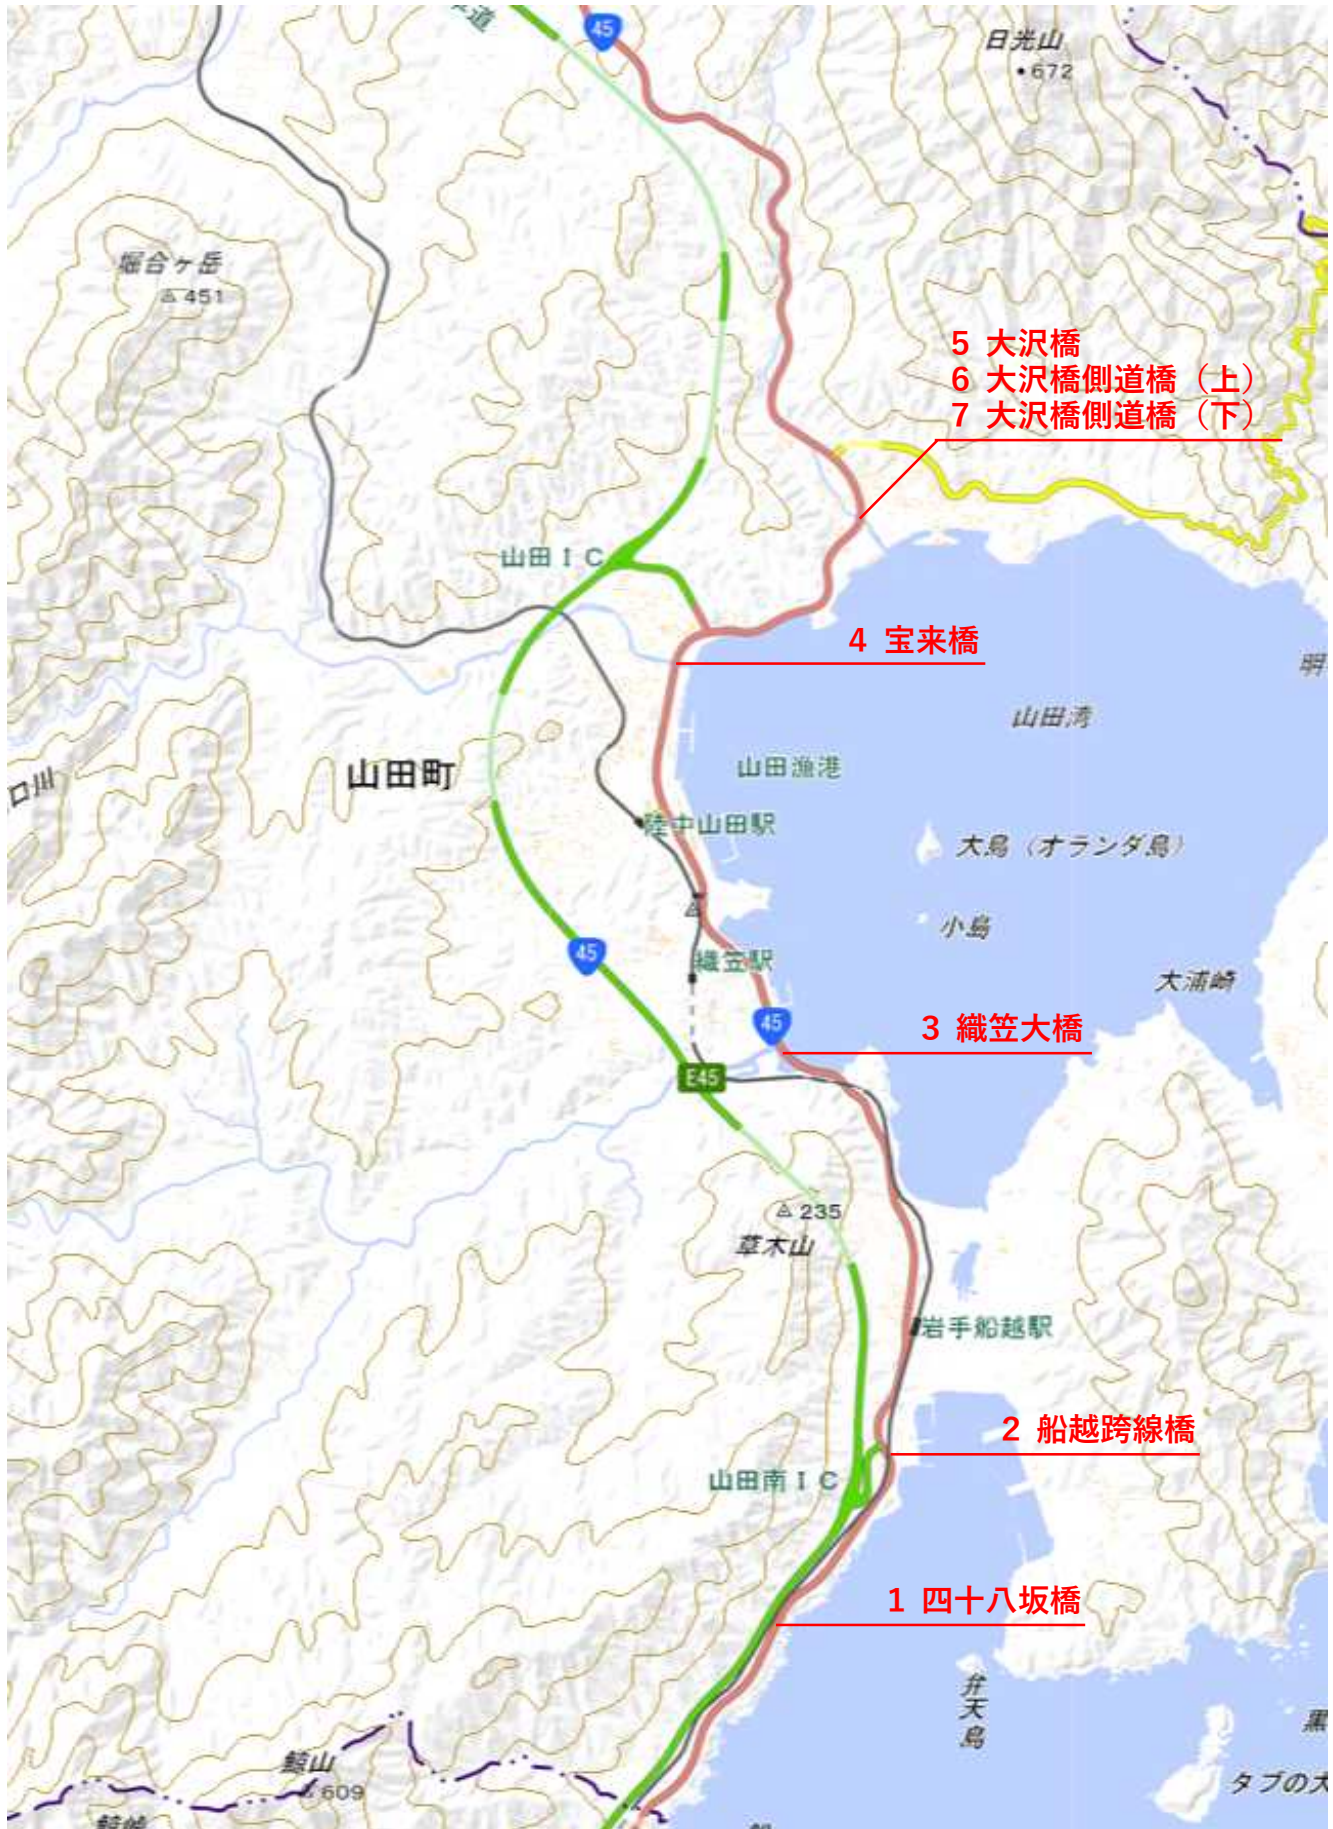 45
日光山
672
堀合ヶ岳
451
5 大沢橋
6 大沢橋側道橋（上）
7 大沢橋側道橋（下）
山田ＩＣ
4 宝来橋
明
山田湾
山田町
山田漁港
口川
陸中山田駅
大島（オランダ島）
小島
45
織笠駅
大浦崎
45
3 織笠大橋
E45
235
草木山
岩手船越駅
2 船越跨線橋
山田南ＩＣ
1 四十八坂橋
弁天島
黒
鯨山
609
タブの大